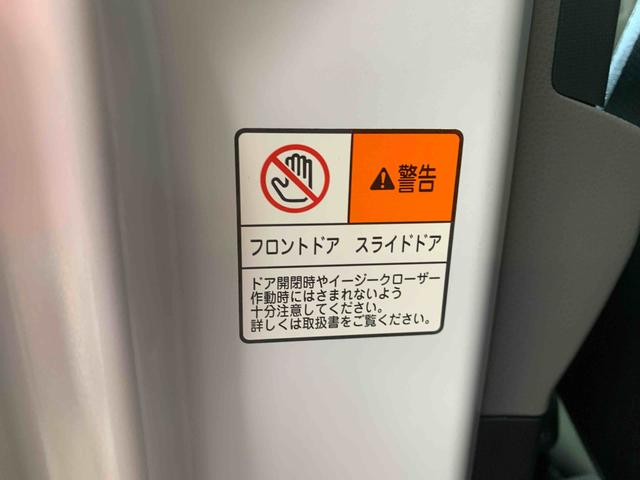 警告
フロントドア スライドドア
ドア開閉時やイージークローザー
作動時にはさまれないよう
十分注意してください。
詳しくは取扱書をご覧ください。